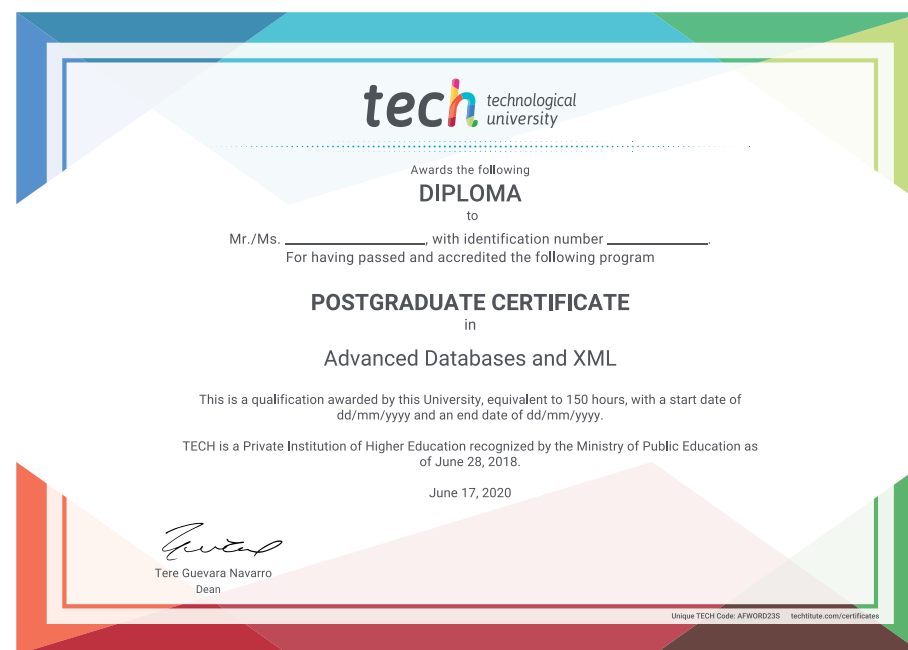 tech technological
university
Awards the following
DIPLOMA
to
Mr./Ms. ____________, with identification number ____________.
For having passed and accredited the following program
POSTGRADUATE CERTIFICATE
in
Advanced Databases and XML
This is a qualification awarded by this University, equivalent to 150 hours, with a start date of
dd/mm/yyyy and an end date of dd/mm/yyyy.
TECH is a Private Institution of Higher Education recognized by the Ministry of Public Education as
of June 28, 2018.
June 17, 2020
Tere Guevara Navarro
Dean
Unique TECH Code: AFWORD23S techtitute.com/certificates